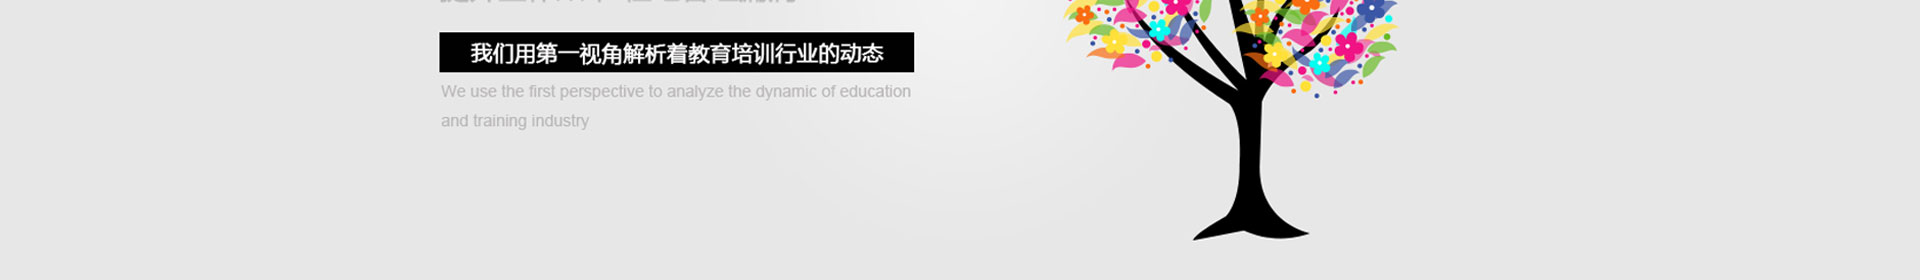 我们用第一视角解析着教育培训行业的动态
We use the first perspective to analyze the dynamic of education
and training industry